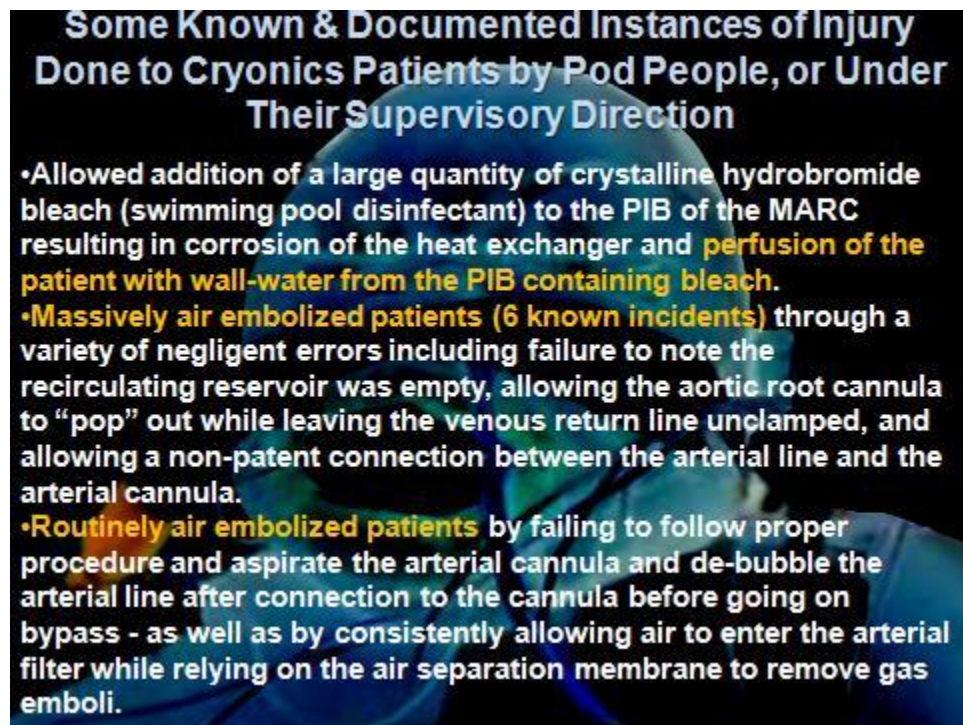 Some Known & Documented Instances of Injury
Done to Cryonics Patients by Pod People, or Under
Their Supervisory Direction
•Allowed addition of a large quantity of crystalline hydrobromide
bleach (swimming pool disinfectant) to the PIB of the MARC
resulting in corrosion of the heat exchanger and perfusion of the
patient with wall-water from the PIB containing bleach.
•Massively air embolized patients (6 known incidents) through a
variety of negligent errors including failure to note the
recirculating reservoir was empty, allowing the aortic root cannula
to “pop” out while leaving the venous return line unclamped, and
allowing a non-patent connection between the arterial line and the
arterial cannula.
•Routinely air embolized patients by failing to follow proper
procedure and aspirate the arterial cannula and de-bubble the
arterial line after connection to the cannula before going on
bypass - as well as by consistently allowing air to enter the arterial
filter while relying on the air separation membrane to remove gas
emboli.